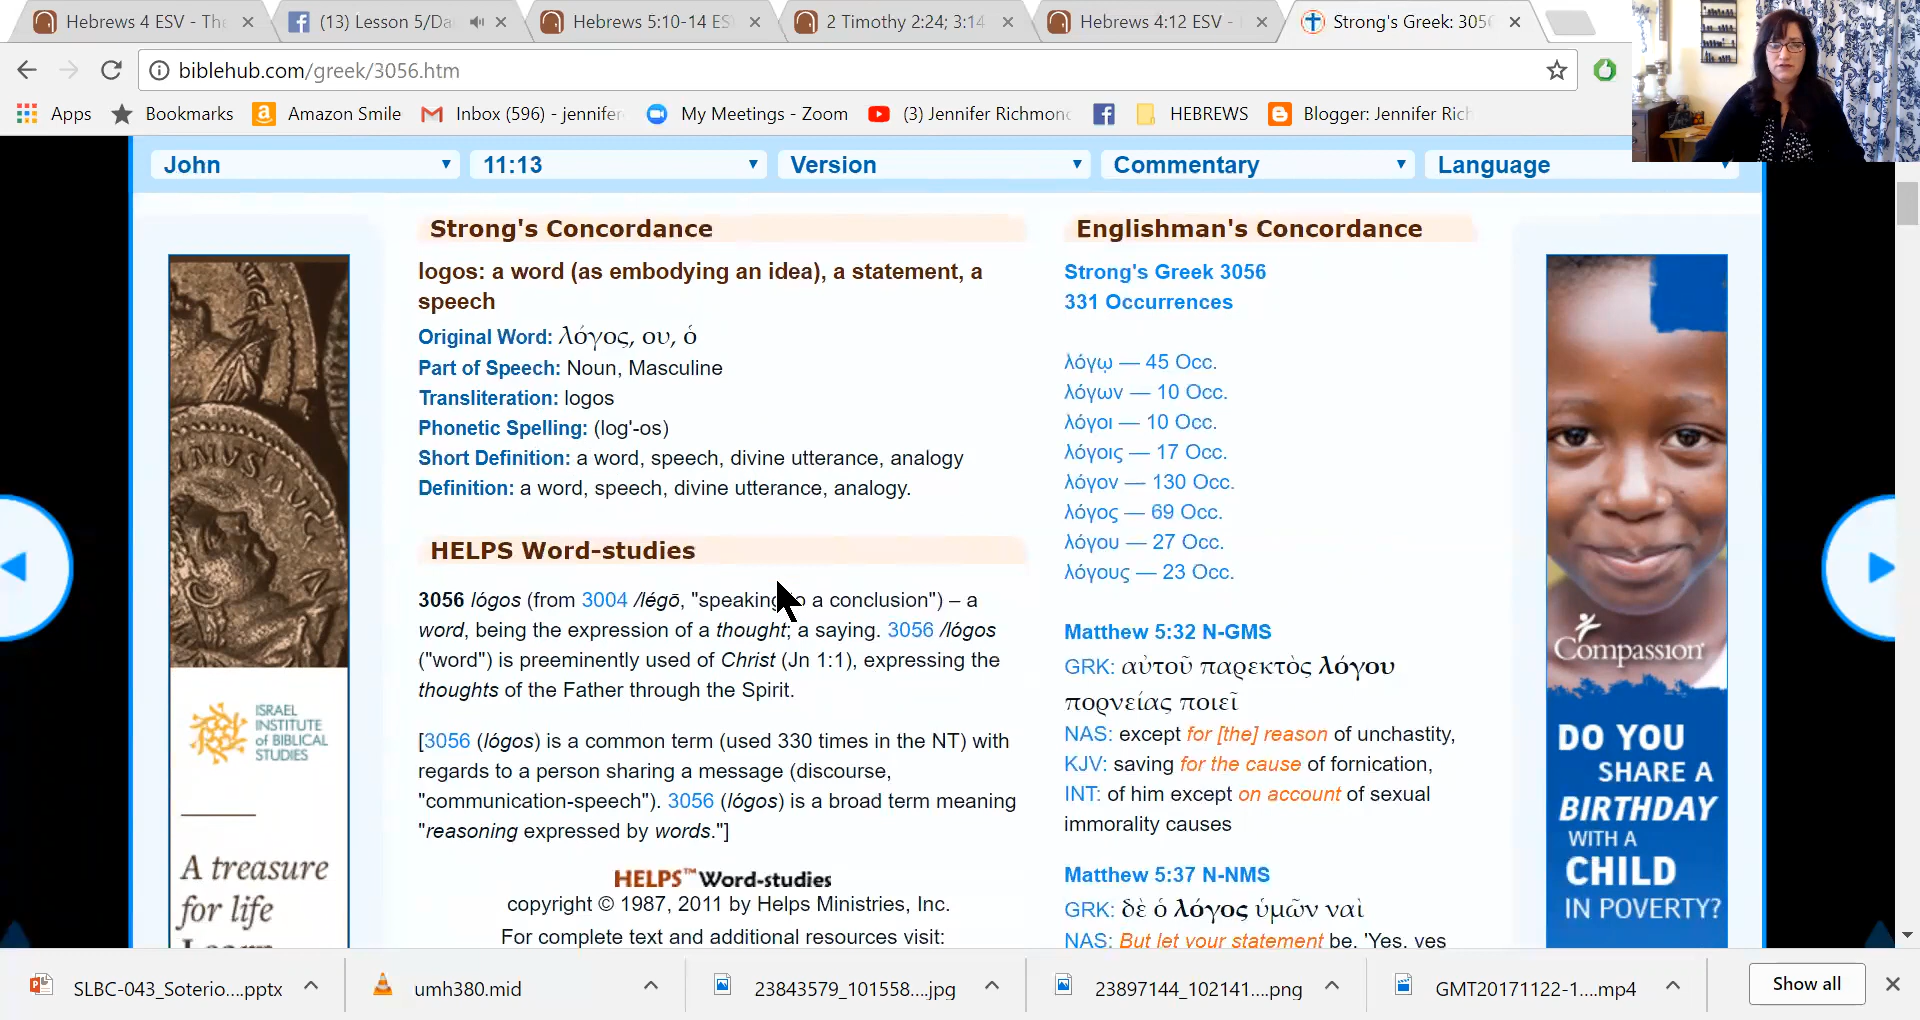 Hebrews 4 ESV - The
(13) Lesson 5/Da
Hebrews 5:10-14 ES
2 Timothy 2:24; 3:14
Hebrews 4:12 ESV -
Strong's Greek: 3056
biblehub.com/greek/3056.htm
Apps Bookmarks Amazon Smile Inbox (596) - jennifer My Meetings - Zoom (3) Jennifer Richmon HEBREWS Blogger: Jennifer Rich
John 11:13 Version Commentary Language
Strong's Concordance
logos: a word (as embodying an idea), a statement, a
speech
Original Word: λόγος, ου, ὁ
Part of Speech: Noun, Masculine
Transliteration: logos
Phonetic Spelling: (log'-os)
Short Definition: a word, speech, divine utterance, analogy
Definition: a word, speech, divine utterance, analogy.
HELPS Word-studies
3056 lógos (from 3004 /légō, "speaking to a conclusion") – a
word, being the expression of a thought; a saying. 3056 /lógos
("word") is preeminently used of Christ (Jn 1:1), expressing the
thoughts of the Father through the Spirit.
[3056 (lógos) is a common term (used 330 times in the NT) with
regards to a person sharing a message (discourse,
"communication-speech"). 3056 (lógos) is a broad term meaning
"reasoning expressed by words."]
HELPS™ Word-studies
copyright © 1987, 2011 by Helps Ministries, Inc.
For complete text and additional resources visit:
Englishman's Concordance
Strong's Greek 3056
331 Occurrences
λόγῳ — 45 Occ.
λόγων — 10 Occ.
λόγοι — 10 Occ.
λόγοις — 17 Occ.
λόγον — 130 Occ.
λόγος — 69 Occ.
λόγου — 27 Occ.
λόγους — 23 Occ.
Matthew 5:32 N-GMS
GRK: αὐτοῦ παρεκτὸς λόγου
πορνείας ποιεῖ
NAS: except for [the] reason of unchastity,
KJV: saving for the cause of fornication,
INT: of him except on account of sexual
immorality causes
Matthew 5:37 N-NMS
GRK: δὲ ὁ λόγος ὑμῶν ναὶ
NAS: But let your statement be, 'Yes, yes
ISRAEL
INSTITUTE
of BIBLICAL
STUDIES
A treasure
for life
Learn
Compassion
DO YOU
SHARE A
BIRTHDAY
WITH A
CHILD
IN POVERTY?
SLBC-043_Soterio....pptx
umh380.mid
23843579_101558....jpg
23897144_102141....png
GMT20171122-1....mp4
Show all